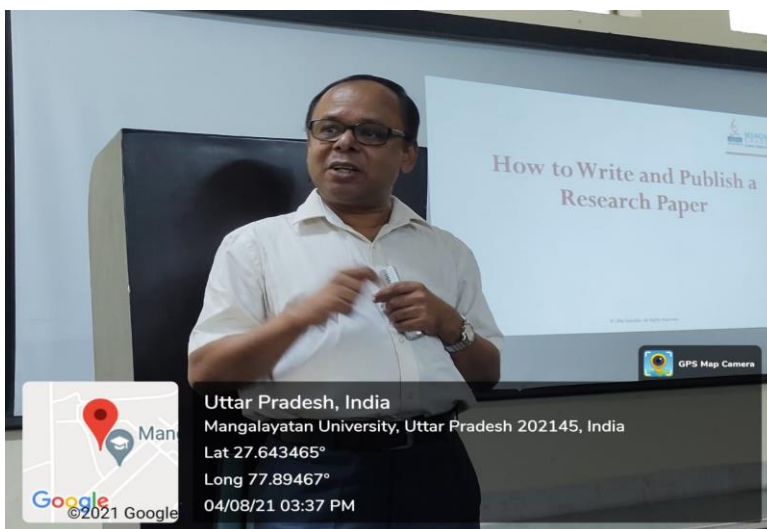 How to Write and Publish a
Research Paper
GPS Map Camera
Uttar Pradesh, India
Mangalayatan University, Uttar Pradesh 202145, India
Lat 27.643465°
Long 77.89467°
04/08/21 03:37 PM
Google
©2021 Google